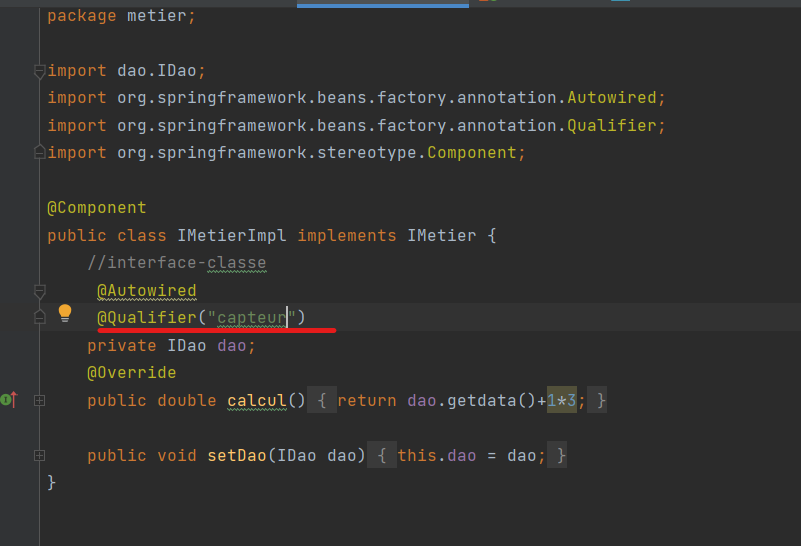 package metier;
import dao.IDao;
import org.springframework.beans.factory.annotation.Autowired;
import org.springframework.beans.factory.annotation.Qualifier;
import org.springframework.stereotype.Component;
@Component
public class IMetierImpl implements IMetier {
//interface-classe
@Autowired
@Qualifier("capteur")
private IDao dao;
@Override
public double calcul() { return dao.getdata()+1*3; }
public void setDao(IDao dao) { this.dao = dao; }
}